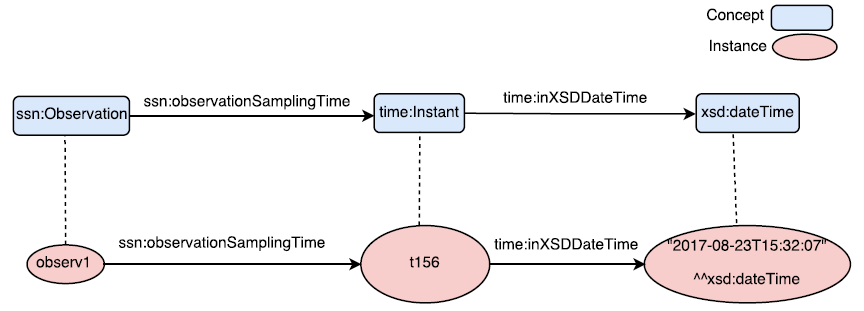 Concept
Instance
ssn:Observation
ssn:observationSamplingTime
time:Instant
time:inXSDDateTime
xsd:dateTime
observ1
ssn:observationSamplingTime
t156
time:inXSDDateTime
"2017-08-23T15:32:07"
^^xsd:dateTime